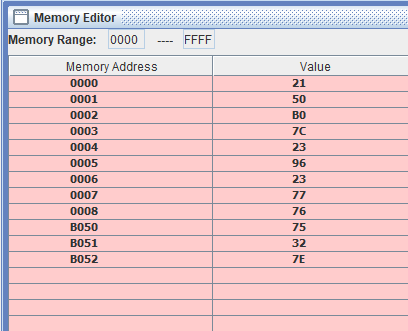 Memory Editor
Memory Range: 0000 ---- FFFF
Memory Address Value
0000 21
0001 50
0002 B0
0003 7C
0004 23
0005 96
0006 23
0007 77
0008 76
B050 75
B051 32
B052 7E